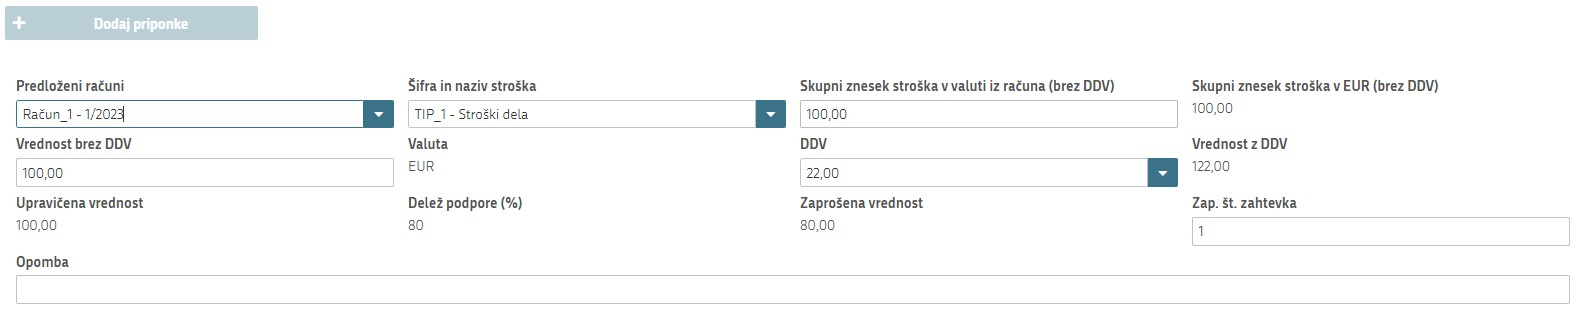 + Dodaj priponke
Predloženi računi
Račun_1 - 1/2023
Šifra in naziv stroška
TIP_1 - Stroški dela
Skupni znesek stroška v valuti iz računa (brez DDV)
100,00
Skupni znesek stroška v EUR (brez DDV)
100,00
Vrednost brez DDV
100,00
Valuta
EUR
DDV
22,00
Vrednost z DDV
122,00
Upravičena vrednost
100,00
Delež podpore (%)
80
Zaprošena vrednost
80,00
Zap. št. zahtevka
1
Opomba